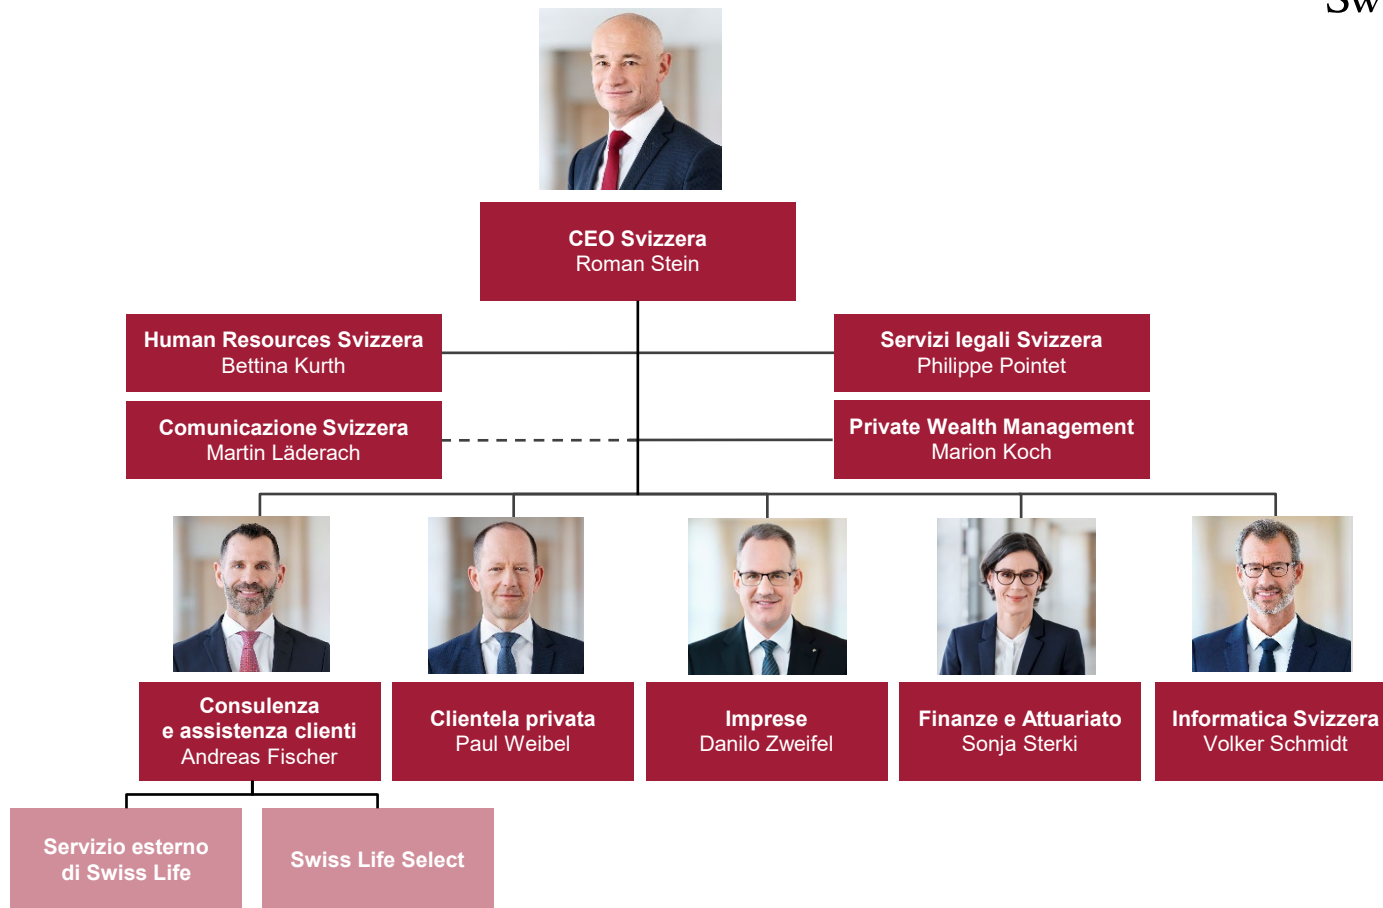 Sw
CEO Svizzera
Roman Stein
Human Resources Svizzera
Bettina Kurth
Servizi legali Svizzera
Philippe Pointet
Comunicazione Svizzera
Martin Läderach
Private Wealth Management
Marion Koch
Consulenza
e assistenza clienti
Andreas Fischer
Clientela privata
Paul Weibel
Imprese
Danilo Zweifel
Finanze e Attuariato
Sonja Sterki
Informatica Svizzera
Volker Schmidt
Servizio esterno
di Swiss Life
Swiss Life Select